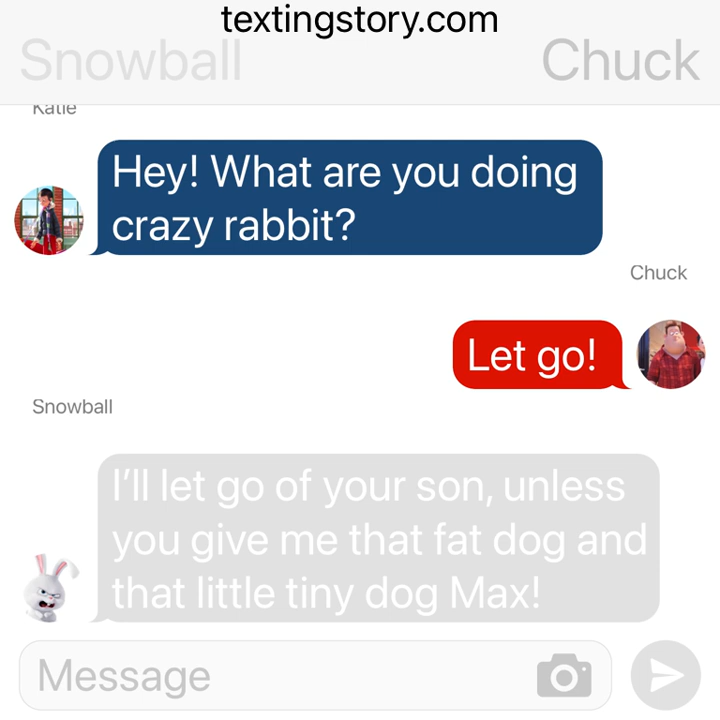 textingstory.com
Snowball Chuck
Katie
Hey! What are you doing
crazy rabbit?
Chuck
Let go!
Snowball
I'll let go of your son, unless
you give me that fat dog and
that little tiny dog Max!
Message